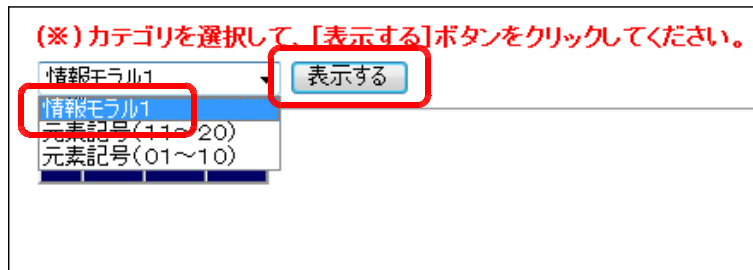 (※)カテゴリを選択して、[表示する]ボタンをクリックしてください。
情報モラル1 表示する
情報モラル1
元素記号(11～20)
元素記号(01～10)